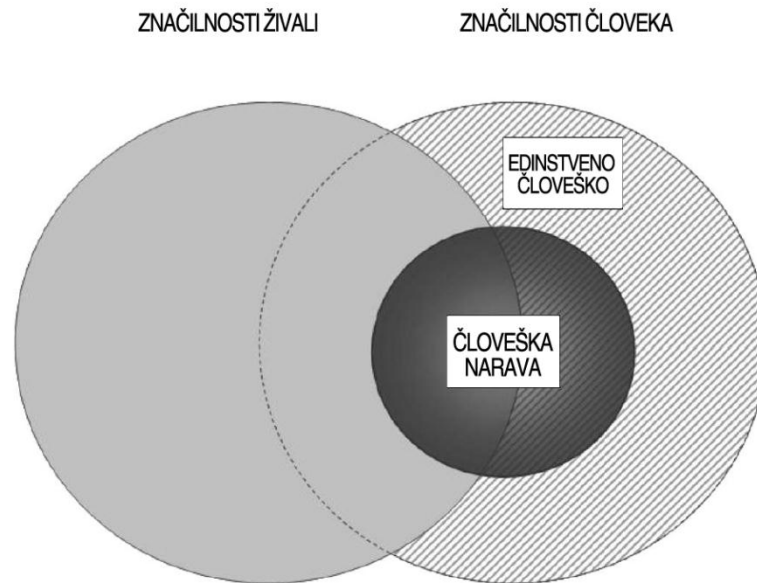 ZNAČILNOSTI ŽIVALI
ZNAČILNOSTI ČLOVEKA
EDINSTVENO
ČLOVEŠKO
ČLOVEŠKA
NARAVA